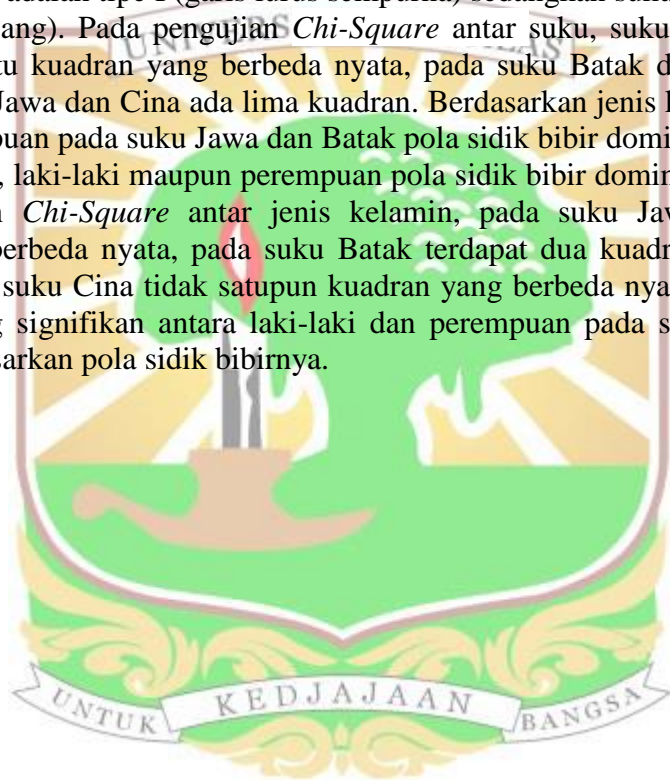 adalah tipe I (garis lurus sempurna) sedangkan
ang). Pada pengujian Chi-Square antar suku, suku
tu kuadran yang berbeda nyata, pada suku Batak d
Jawa dan Cina ada lima kuadran. Berdasarkan jenis
puan pada suku Jawa dan Batak pola sidik bibir domi
, laki-laki maupun perempuan pola sidik bibir domin
Chi-Square antar jenis kelamin, pada suku Jaw
berbeda nyata, pada suku Batak terdapat dua kuadr
suku Cina tidak satupun kuadran yang berbeda nya
g signifikan antara laki-laki dan perempuan pada s
sarkan pola sidik bibirnya.
UNTUK KEDJAJAAN BANGSA